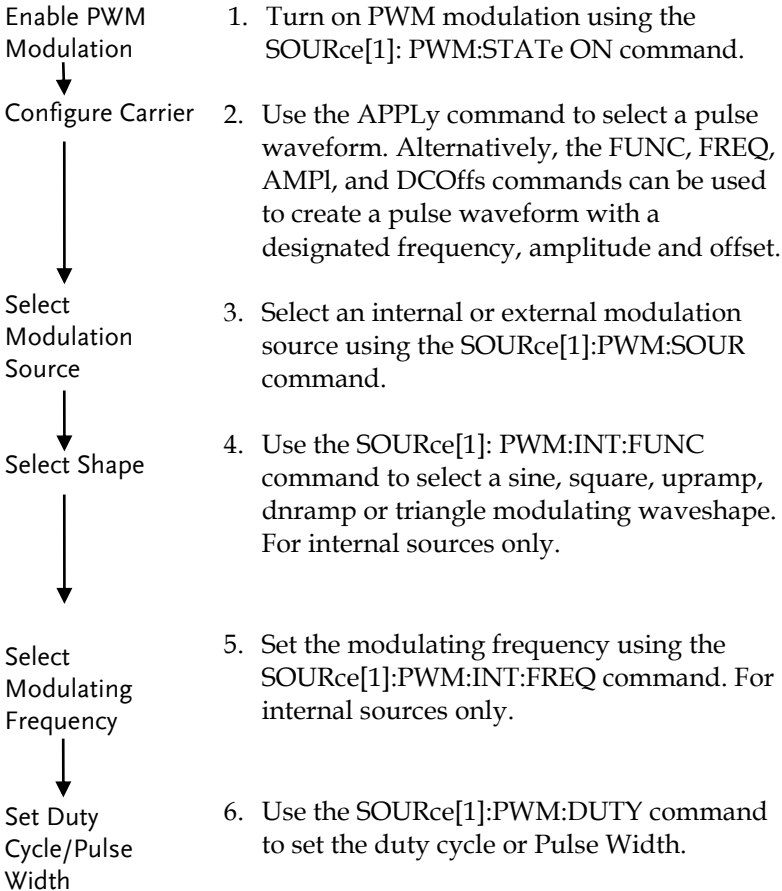 Enable PWM
Modulation
1. Turn on PWM modulation using the
SOURce[1]: PWM:STATe ON command.
Configure Carrier
2. Use the APPLy command to select a pulse
waveform. Alternatively, the FUNC, FREQ,
AMPl, and DCOffs commands can be used
to create a pulse waveform with a
designated frequency, amplitude and offset.
Select
Modulation
Source
3. Select an internal or external modulation
source using the SOURce[1]:PWM:SOUR
command.
Select Shape
4. Use the SOURce[1]: PWM:INT:FUNC
command to select a sine, square, upramp,
dnramp or triangle modulating waveshape.
For internal sources only.
Select
Modulating
Frequency
5. Set the modulating frequency using the
SOURce[1]:PWM:INT:FREQ command. For
internal sources only.
Set Duty
Cycle/Pulse
Width
6. Use the SOURce[1]:PWM:DUTY command
to set the duty cycle or Pulse Width.